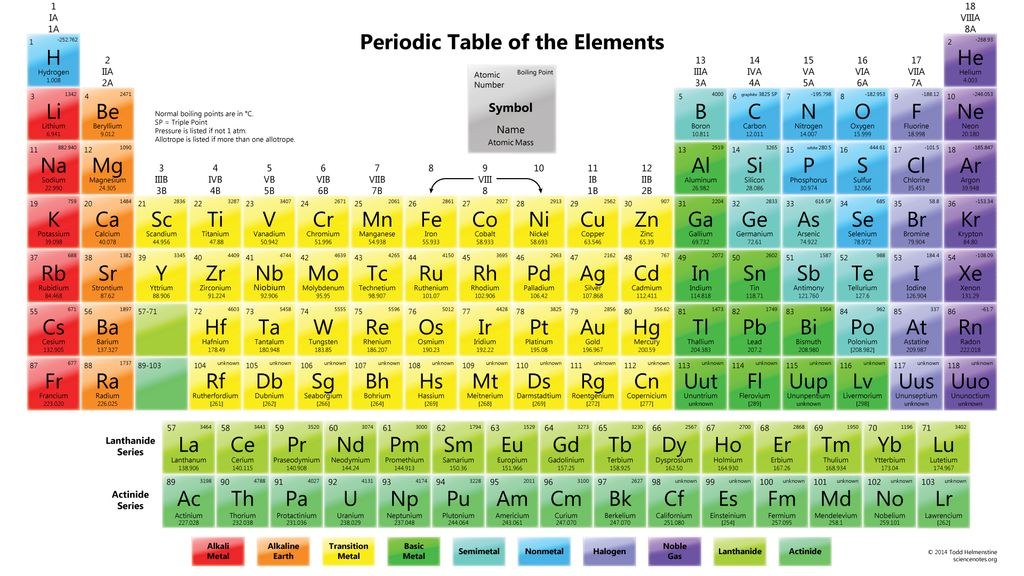 1 18
IA VIIIA
1A 8A
Periodic Table of the Elements
1 -252.762 2 -268.93
H He
Hydrogen Helium
1.008 4.003
2 13 14 15 16 17
IIA IIIA IVA VA VIA VIIA
2A 3A 4A 5A 6A 7A
Atomic Number Boiling Point
Symbol
Name
Atomic Mass
3 1342 4 2471 5 4000 6 graphite 3825 SP 7 -195.798 8 -182.953 9 -188.12 10 -246.053
Li Be B C N O F Ne
Lithium Beryllium Boron Carbon Nitrogen Oxygen Fluorine Neon
6.941 9.012 10.811 12.011 14.007 15.999 18.998 20.180
Normal boiling points are in °C.
SP = Triple Point
Pressure is listed if not 1 atm.
Allotrope is listed if more than one allotrope.
11 882.940 12 1090 13 2519 14 3265 15 white 280.5 16 444.61 17 -101.5 18 -185.847
Na Mg Al Si P S Cl Ar
Sodium Magnesium Aluminum Silicon Phosphorus Sulfur Chlorine Argon
22.990 24.305 26.982 28.086 30.974 32.066 35.453 39.948
3 4 5 6 7 8 9 10 11 12
IIIB IVB VB VIB VIIB VIII IB IIB
3B 4B 5B 6B 7B 8 1B 2B
19 759 20 1484 21 2836 22 3287 23 3407 24 2671 25 2061 26 2861 27 2927 28 2913 29 2562 30 907 31 2204 32 2833 33 616 SP 34 685 35 58.8 36 -153.34
K Ca Sc Ti V Cr Mn Fe Co Ni Cu Zn Ga Ge As Se Br Kr
Potassium Calcium Scandium Titanium Vanadium Chromium Manganese Iron Cobalt Nickel Copper Zinc Gallium Germanium Arsenic Selenium Bromine Krypton
39.098 40.078 44.956 47.88 50.942 51.996 54.938 55.933 58.933 58.693 63.546 65.39 69.732 72.61 74.922 78.972 79.904 84.80
37 688 38 1382 39 3345 40 4409 41 4744 42 4639 43 4265 44 4150 45 3695 46 2963 47 2162 48 767 49 2072 50 2602 51 1587 52 988 53 184.4 54 -108.09
Rb Sr Y Zr Nb Mo Tc Ru Rh Pd Ag Cd In Sn Sb Te I Xe
Rubidium Strontium Yttrium Zirconium Niobium Molybdenum Technetium Ruthenium Rhodium Palladium Silver Cadmium Indium Tin Antimony Tellurium Iodine Xenon
84.468 87.62 88.906 91.224 92.906 95.95 98.907 101.07 102.906 106.42 107.868 112.411 114.818 118.71 121.760 127.6 126.904 131.29
55 671 56 1897 57-71 72 4603 73 5458 74 5555 75 5596 76 5012 77 4428 78 3825 79 2856 80 356.62 81 1473 82 1749 83 1564 84 962 85 337 86 -61.7
Cs Ba Hf Ta W Re Os Ir Pt Au Hg Tl Pb Bi Po At Rn
Cesium Barium Hafnium Tantalum Tungsten Rhenium Osmium Iridium Platinum Gold Mercury Thallium Lead Bismuth Polonium Astatine Radon
132.905 137.327 178.49 180.948 183.85 186.207 190.23 192.22 195.08 196.967 200.59 204.383 207.2 208.980 [208.982] 209.987 222.018
87 677 88 1737 89-103 104 unknown 105 unknown 106 unknown 107 unknown 108 unknown 109 unknown 110 unknown 111 unknown 112 unknown 113 unknown 114 unknown 115 unknown 116 unknown 117 unknown 118 unknown
Fr Ra Rf Db Sg Bh Hs Mt Ds Rg Cn Uut Fl Uup Lv Uus Uuo
Francium Radium Rutherfordium Dubnium Seaborgium Bohrium Hassium Meitnerium Darmstadtium Roentgenium Copernicium Ununtrium Flerovium Ununpentium Livermorium Ununseptium Ununoctium
223.020 226.025 [261] [262] [266] [264] [269] [268] [269] [272] [277] unknown [289] unknown [298] unknown unknown
Lanthanide Series
57 3464 58 3443 59 3520 60 3074 61 3000 62 1794 63 1529 64 3273 65 3230 66 2567 67 2700 68 2868 69 1950 70 1196 71 3402
La Ce Pr Nd Pm Sm Eu Gd Tb Dy Ho Er Tm Yb Lu
Lanthanum Cerium Praseodymium Neodymium Promethium Samarium Europium Gadolinium Terbium Dysprosium Holmium Erbium Thulium Ytterbium Lutetium
138.906 140.115 140.908 144.24 144.913 150.36 151.966 157.25 158.925 162.50 164.930 167.26 168.934 173.04 174.967
Actinide Series
89 3198 90 4788 91 4027 92 4131 93 4174 94 3228 95 2011 96 3100 97 2627 98 unknown 99 unknown 100 unknown 101 unknown 102 unknown 103 unknown
Ac Th Pa U Np Pu Am Cm Bk Cf Es Fm Md No Lr
Actinium Thorium Protactinium Uranium Neptunium Plutonium Americium Curium Berkelium Californium Einsteinium Fermium Mendelevium Nobelium Lawrencium
227.028 232.038 231.036 238.029 237.048 244.064 243.061 247.070 247.070 251.080 [254] 257.095 258.1 259.101 [262]
Alkali Metal
Alkaline Earth
Transition Metal
Basic Metal
Semimetal
Nonmetal
Halogen
Noble Gas
Lanthanide
Actinide
© 2014 Todd Helmenstine
sciencenotes.org